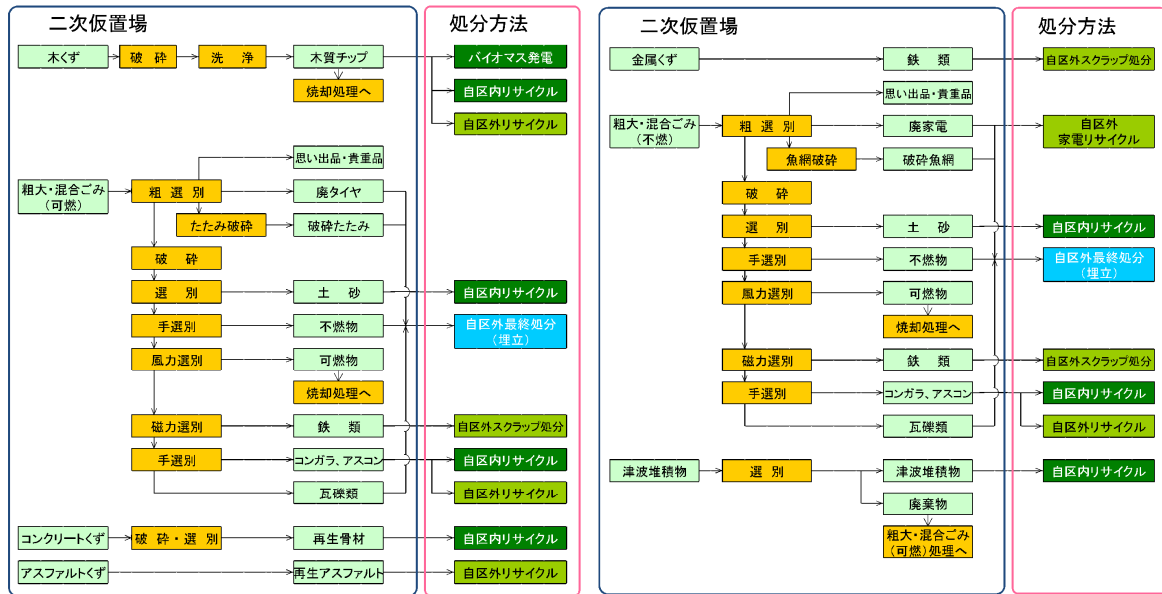 二次仮置場
処分方法
木くず
破砕
洗浄
木質チップ
バイオマス発電
焼却処理へ
自区内リサイクル
自区外リサイクル
思い出品・貴重品
粗大・混合ごみ
(可燃)
粗選別
廃タイヤ
たたみ破砕
破砕たたみ
破砕
選別
土砂
自区内リサイクル
手選別
不燃物
自区外最終処分
(埋立)
風力選別
可燃物
焼却処理へ
磁力選別
鉄類
自区外スクラップ処分
手選別
コンガラ、アスコン
自区内リサイクル
瓦礫類
自区外リサイクル
コンクリートくず
破砕・選別
再生骨材
自区内リサイクル
アスファルトくず
再生アスファルト
自区外リサイクル
二次仮置場
処分方法
金属くず
鉄類
自区外スクラップ処分
思い出品・貴重品
粗大・混合ごみ
(不燃)
粗選別
廃家電
自区外
家電リサイクル
魚網破砕
破砕魚網
破砕
選別
土砂
自区内リサイクル
手選別
不燃物
自区外最終処分
(埋立)
風力選別
可燃物
焼却処理へ
磁力選別
鉄類
自区外スクラップ処分
手選別
コンガラ、アスコン
自区内リサイクル
瓦礫類
自区外リサイクル
津波堆積物
選別
津波堆積物
自区内リサイクル
廃棄物
粗大・混合ごみ
(可燃)処理へ